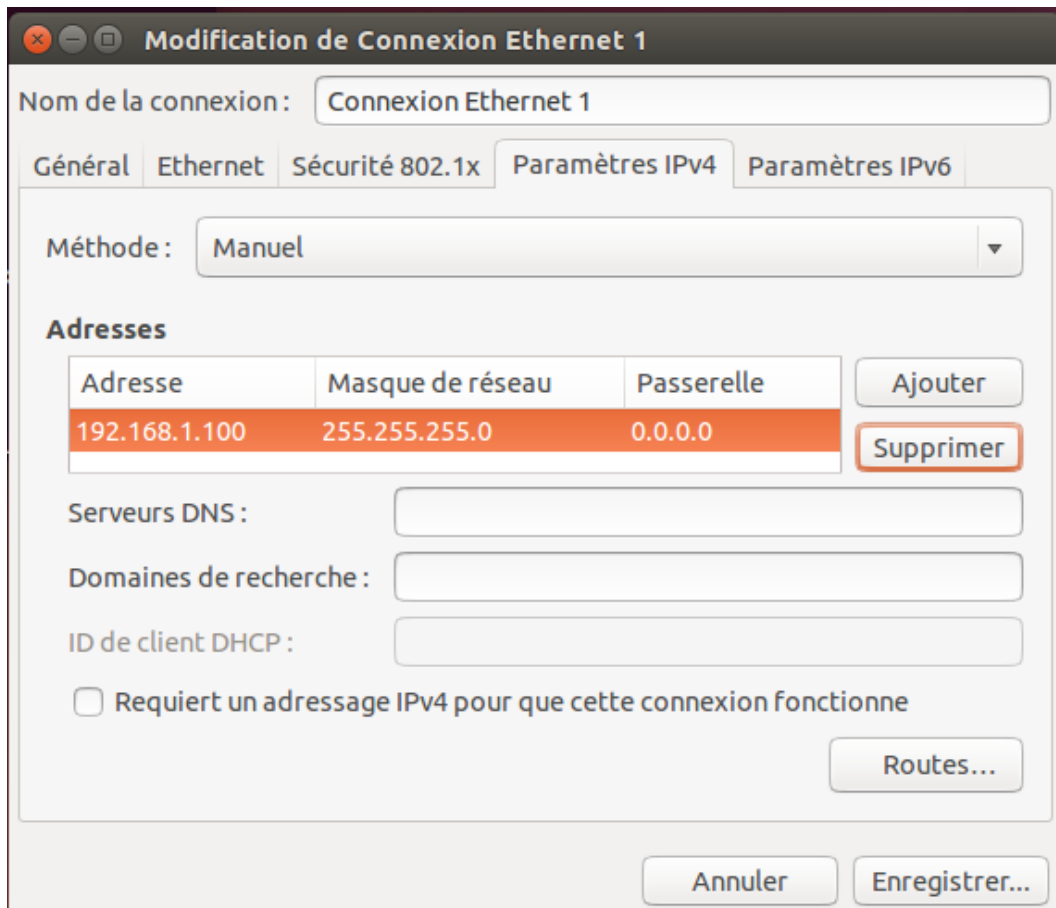 Modification de Connexion Ethernet 1
Nom de la connexion : Connexion Ethernet 1
Général Ethernet Sécurité 802.1x Paramètres IPv4 Paramètres IPv6
Méthode : Manuel
Adresses
Adresse Masque de réseau Passerelle Ajouter
192.168.1.100 255.255.255.0 0.0.0.0
Supprimer
Serveurs DNS :
Domaines de recherche :
ID de client DHCP :
Requiert un adressage IPv4 pour que cette connexion fonctionne
Routes…
Annuler Enregistrer...